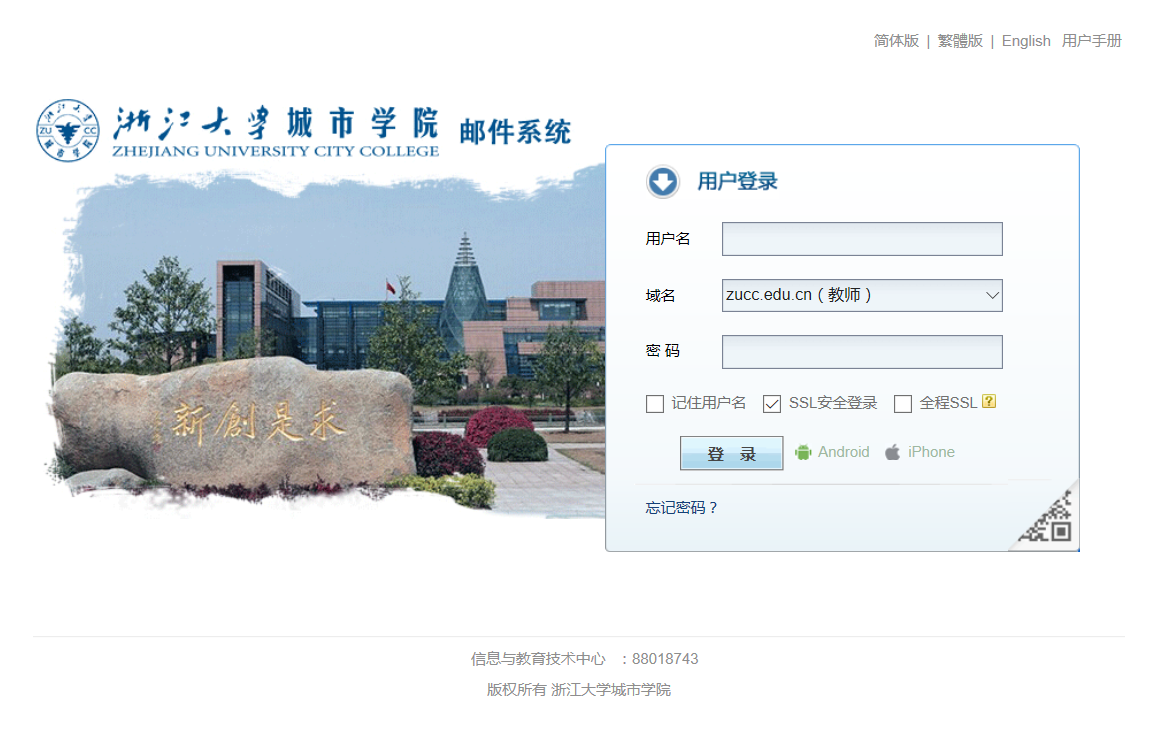 简体版 | 繁體版 | English 用户手册
浙江大学城市学院 邮件系统
ZHEJIANG UNIVERSITY CITY COLLEGE
ZU CC
用户登录
用户名
域名 zucc.edu.cn ( 教师 )
密 码
记住用户名 SSL安全登录 全程SSL ?
登 录 Android iPhone
忘记密码？
新創是求
信息与教育技术中心 ：88018743
版权所有 浙江大学城市学院